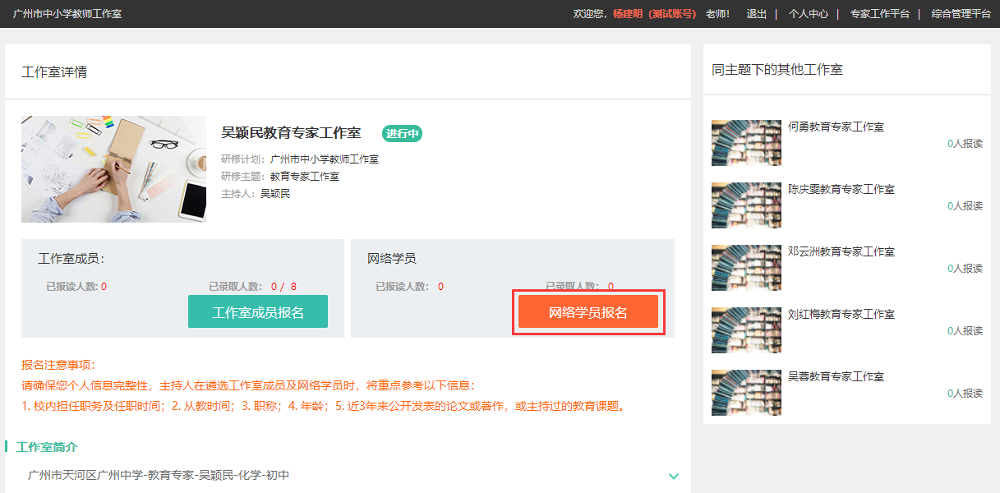 广州市中小学教师工作室
欢迎您，杨建明（测试账号） 老师！ 退出 | 个人中心 | 专家工作平台 | 综合管理平台
工作室详情
吴颖民教育专家工作室 进行中
研修计划：广州市中小学教师工作室
研修主题：教育专家工作室
主持人：吴颖民
工作室成员：
已报读人数: 0 已录取人数： 0 / 8
工作室成员报名
网络学员
已报读人数： 0 已录取人数： 0
网络学员报名
报名注意事项：
请确保您个人信息完整性，主持人在遴选工作室成员及网络学员时，将重点参考以下信息：
1. 校内担任职务及任职时间；2. 从教时间；3. 职称；4. 年龄；5. 近3年来公开发表的论文或著作，或主持过的教育课题。
工作室简介
广州市天河区广州中学-教育专家-吴颖民-化学-初中
同主题下的其他工作室
何勇教育专家工作室
0人报读
陈庆雯教育专家工作室
0人报读
邓云洲教育专家工作室
0人报读
刘红梅教育专家工作室
0人报读
吴蓉教育专家工作室
0人报读